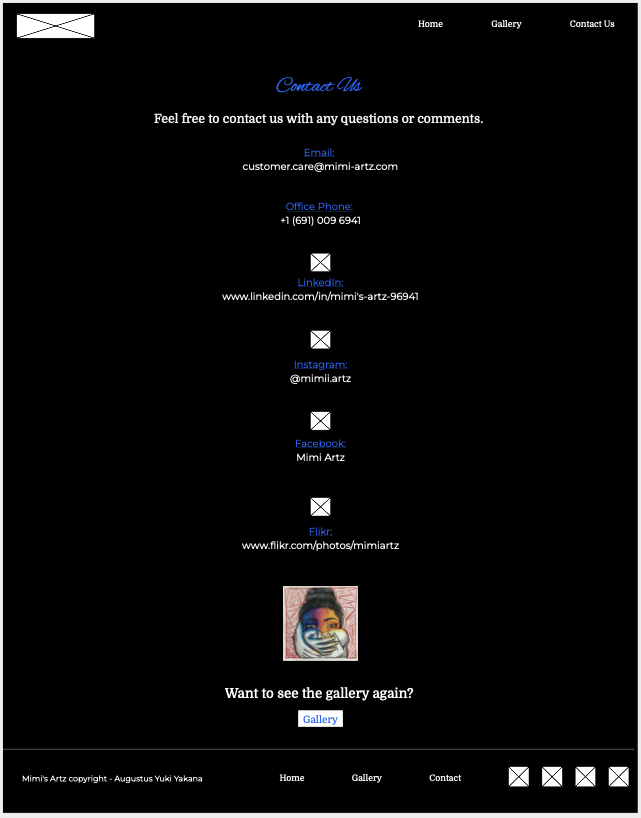 Home Gallery Contact Us
Contact Us
Feel free to contact us with any questions or comments.
Email:
customer.care@mimi-artz.com
Office Phone:
+1 (691) 009 6941
LinkedIn:
www.linkedin.com/in/mimi's-artz-96941
Instagram:
@mimii.artz
Facebook:
Mimi Artz
Flikr:
www.flikr.com/photos/mimiartz
Want to see the gallery again?
Gallery
Mimi's Artz copyright - Augustus Yuki Yakana Home Gallery Contact